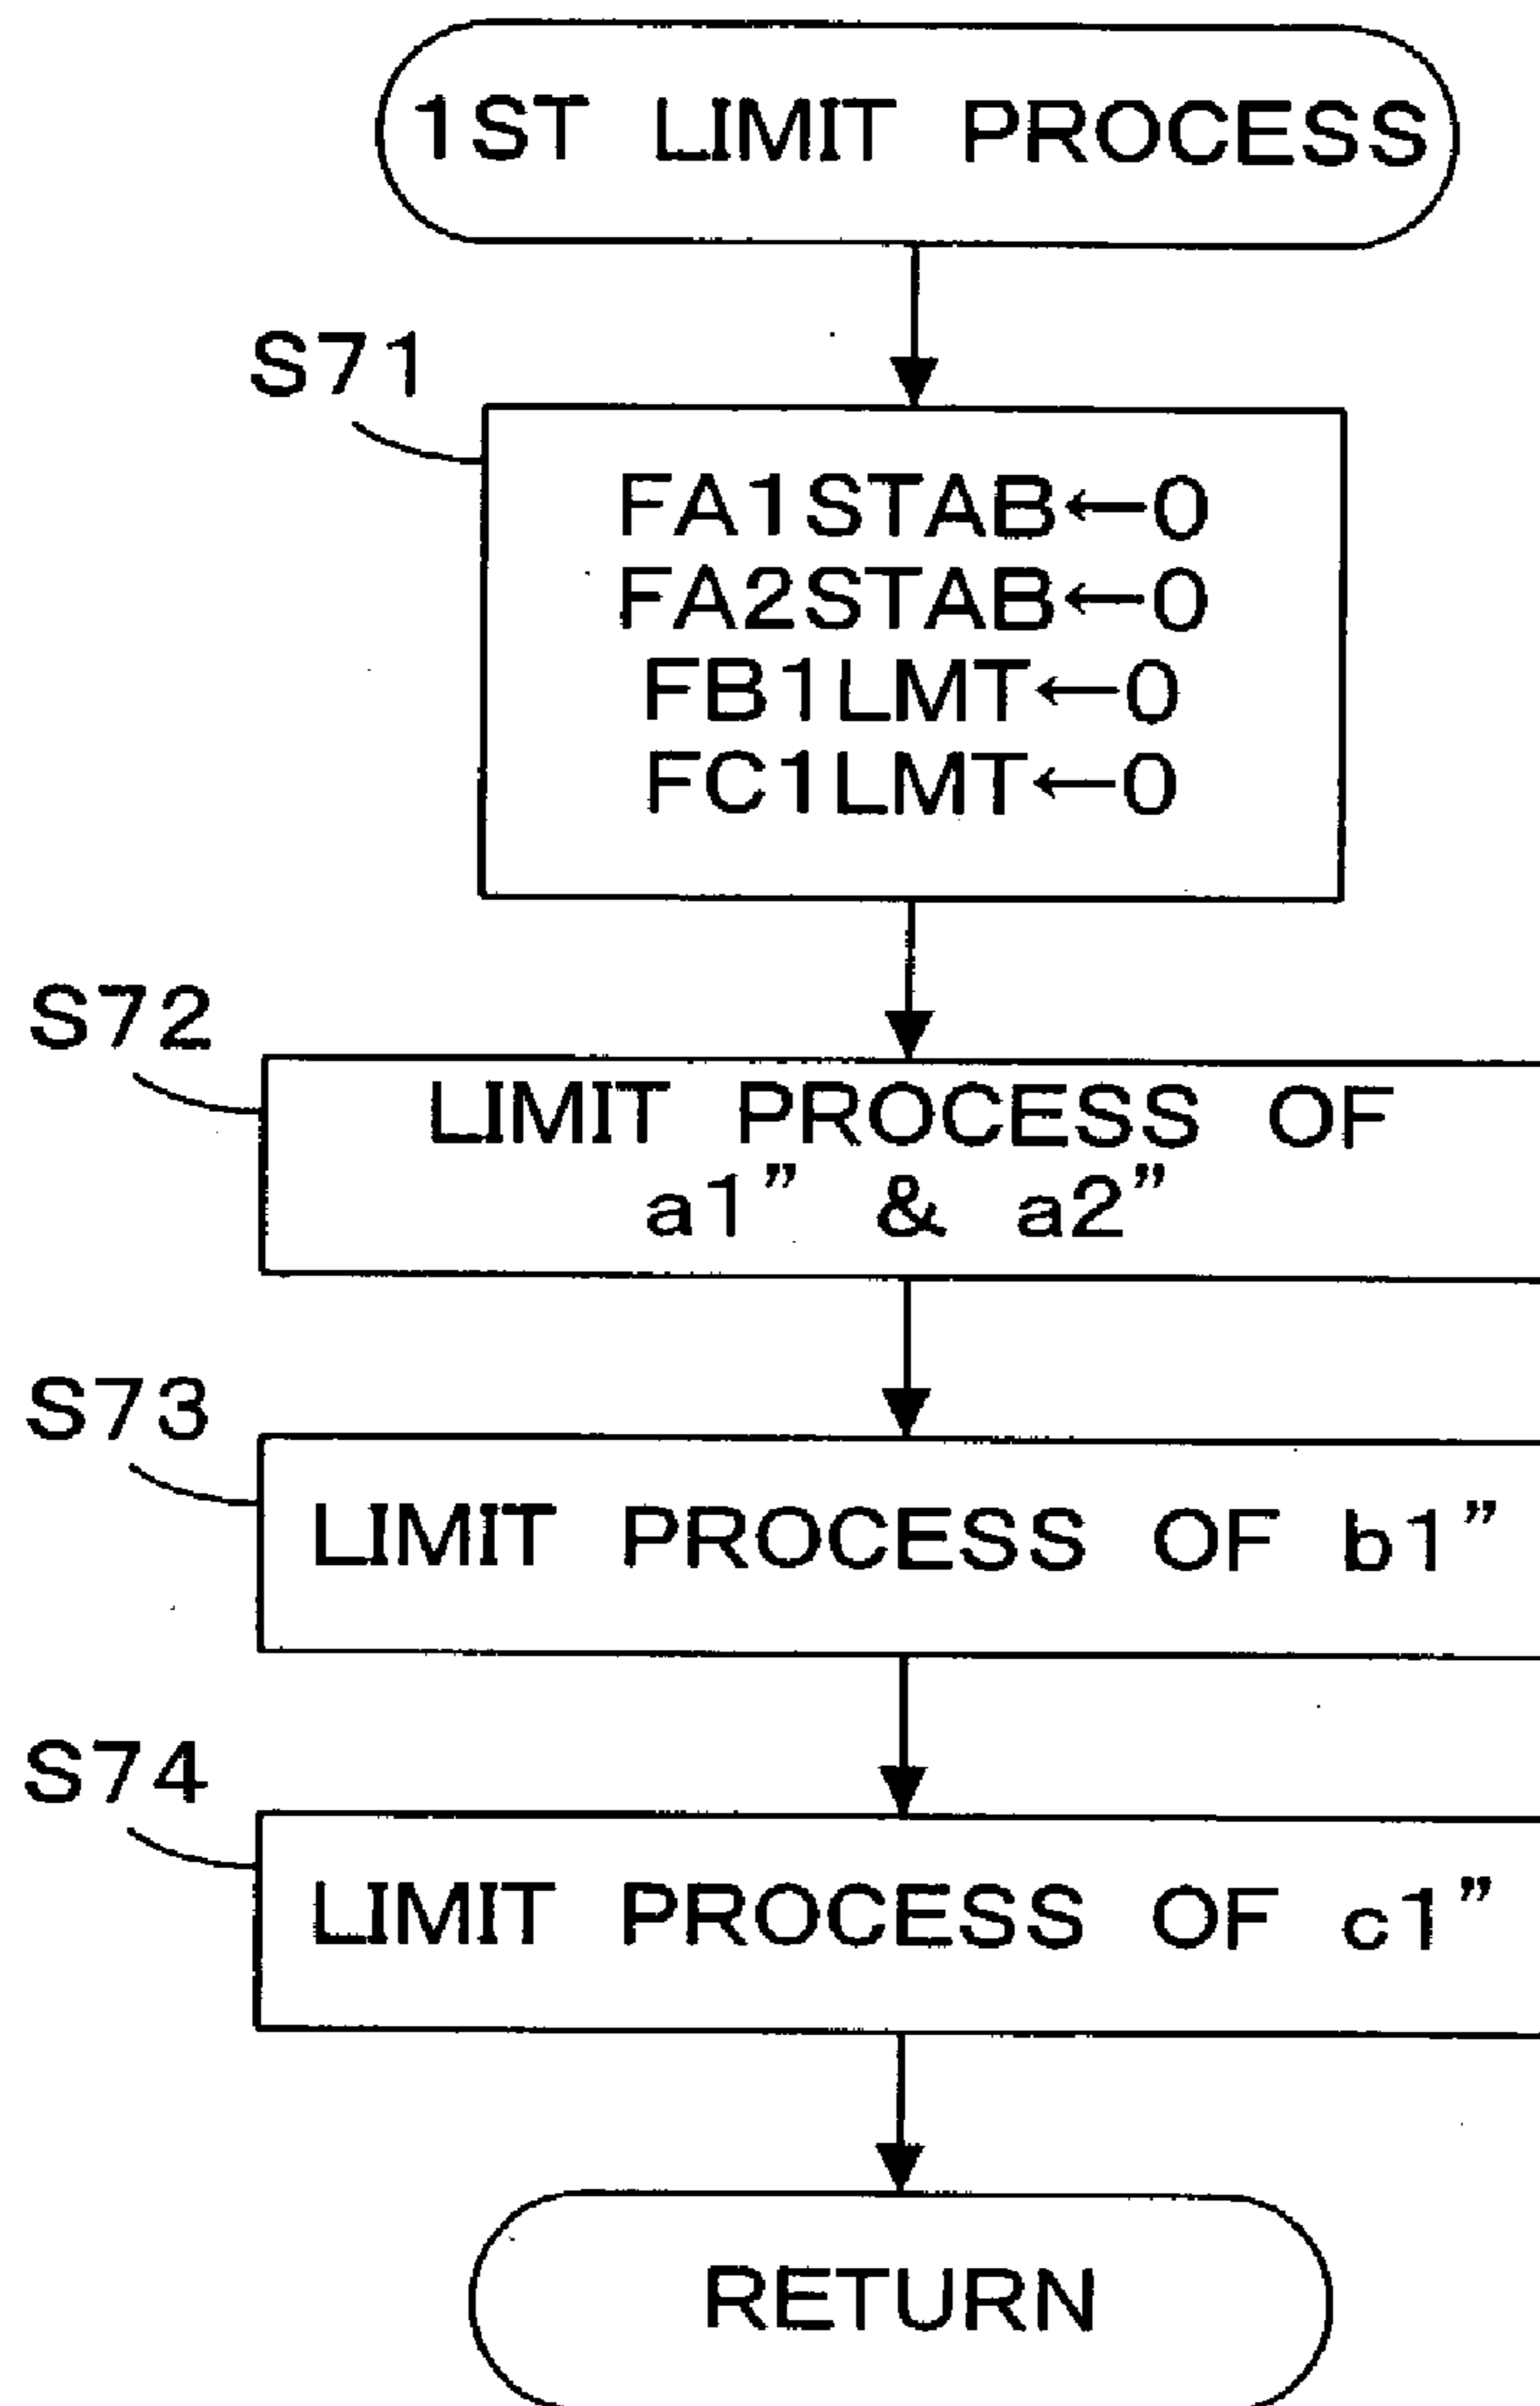 1ST LIMIT PROCESS
S71
FA1STAB←0
FA2STAB←0
FB1LMT←0
FC1LMT←0
S72
LIMIT PROCESS OF
a1” & a2”
S73
LIMIT PROCESS OF b1”
S74
LIMIT PROCESS OF c1”
RETURN